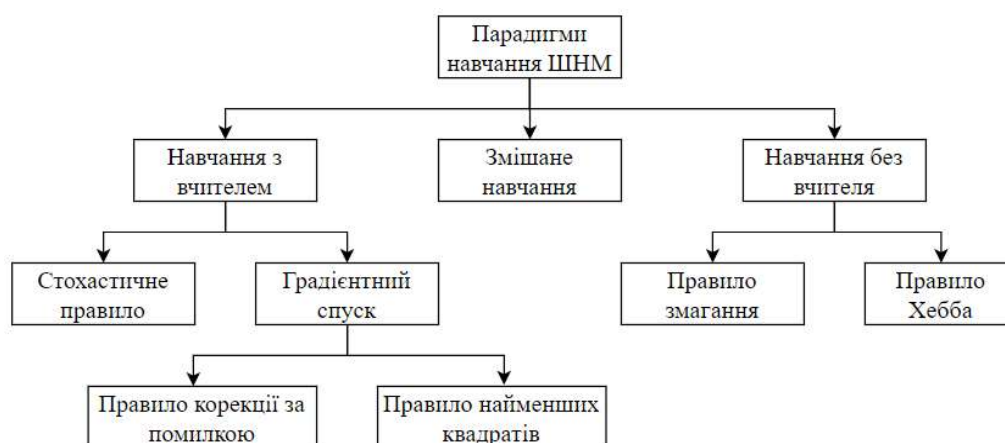 Парадигми
навчання ШНМ
Навчання з
вчителем
Змішане
навчання
Навчання без
вчителя
Стохастичне
правило
Градієнтний
спуск
Правило
змагання
Правило
Хебба
Правило корекції за
помилкою
Правило найменших
квадратів